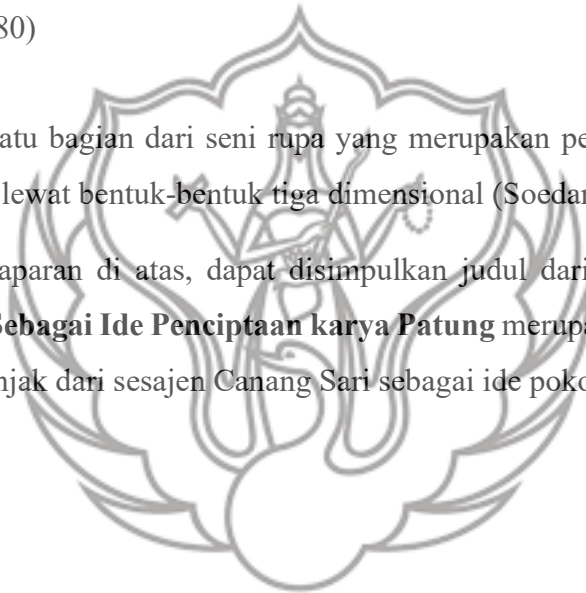 80)
atu bagian dari seni rupa yang merupakan pe
lewat bentuk-bentuk tiga dimensional (Soedar
aparan di atas, dapat disimpulkan judul dari
Sebagai Ide Penciptaan karya Patung merupa
njak dari sesajen Canang Sari sebagai ide poko